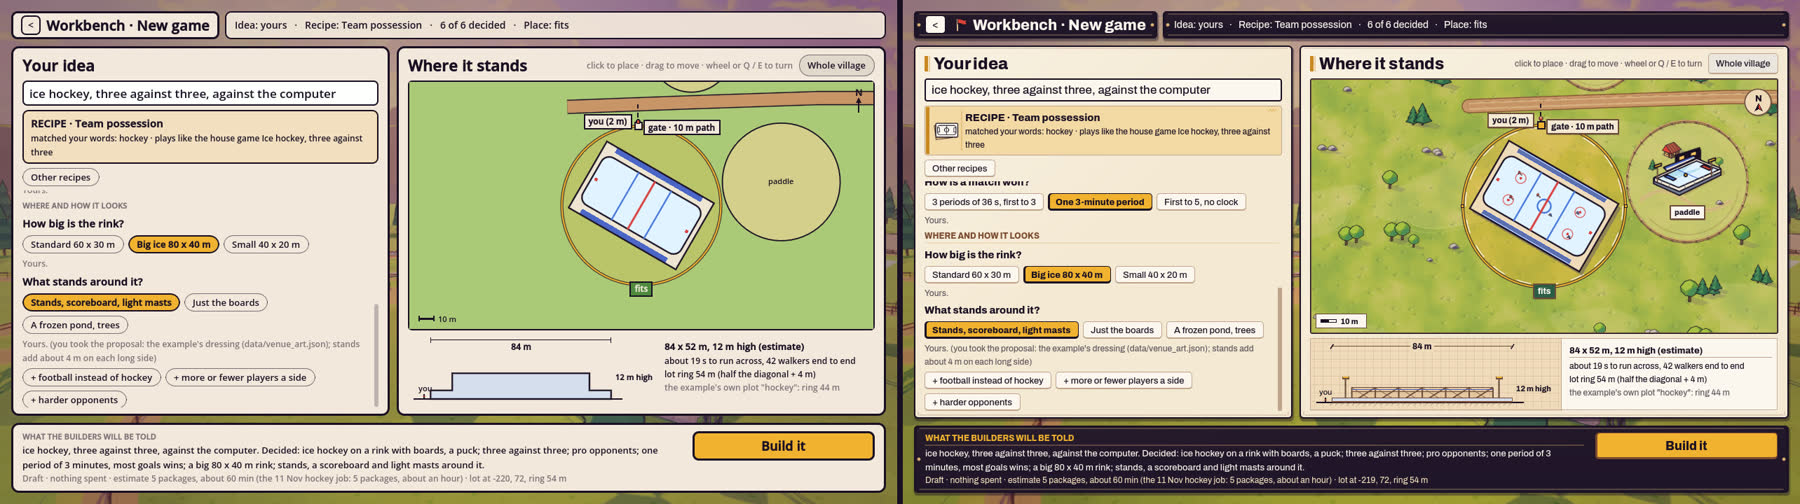 < Workbench · New game
Idea: yours · Recipe: Team possession · 6 of 6 decided · Place: fits
Your idea
ice hockey, three against three, against the computer
RECIPE · Team possession
matched your words: hockey · plays like the house game Ice hockey, three against
three
Other recipes
Yours.
WHERE AND HOW IT LOOKS
How big is the rink?
Standard 60 x 30 m Big ice 80 x 40 m Small 40 x 20 m
Yours.
What stands around it?
Stands, scoreboard, light masts Just the boards
A frozen pond, trees
Yours. (you took the proposal: the example's dressing (data/venue_art.json); stands
add about 4 m on each long side)
+ football instead of hockey + more or fewer players a side
+ harder opponents
Where it stands
click to place · drag to move · wheel or Q / E to turn Whole village
N
you (2 m)
gate · 10 m path
paddle
fits
10 m
84 m
12 m high
you
84 x 52 m, 12 m high (estimate)
about 19 s to run across, 42 walkers end to end
lot ring 54 m (half the diagonal + 4 m)
the example's own plot "hockey": ring 44 m
WHAT THE BUILDERS WILL BE TOLD
ice hockey, three against three, against the computer. Decided: ice hockey on a rink with boards, a puck; three against three; pro opponents; one
period of 3 minutes, most goals wins; a big 80 x 40 m rink; stands, a scoreboard and light masts around it.
Draft · nothing spent · estimate 5 packages, about 60 min (the 11 Nov hockey job: 5 packages, about an hour) · lot at -220, 72, ring 54 m
Build it
< Workbench · New game
Idea: yours · Recipe: Team possession · 6 of 6 decided · Place: fits
Your idea
ice hockey, three against three, against the computer
RECIPE · Team possession
matched your words: hockey · plays like the house game Ice hockey, three against
three
Other recipes
How is a match won?
3 periods of 36 s, first to 3 One 3-minute period First to 5, no clock
Yours.
WHERE AND HOW IT LOOKS
How big is the rink?
Standard 60 x 30 m Big ice 80 x 40 m Small 40 x 20 m
Yours.
What stands around it?
Stands, scoreboard, light masts Just the boards A frozen pond, trees
Yours. (you took the proposal: the example's dressing (data/venue_art.json); stands add
about 4 m on each long side)
+ football instead of hockey + more or fewer players a side
+ harder opponents
Where it stands
click to place · drag to move · wheel or Q / E to turn Whole village
N
you (2 m)
gate · 10 m path
paddle
fits
10 m
84 m
12 m high
you
84 x 52 m, 12 m high (estimate)
about 19 s to run across, 42 walkers end to end
lot ring 54 m (half the diagonal + 4 m)
the example's own plot "hockey": ring 44 m
WHAT THE BUILDERS WILL BE TOLD
ice hockey, three against three, against the computer. Decided: ice hockey on a rink with boards, a puck; three against three; pro opponents; one period of 3
minutes, most goals wins; a big 80 x 40 m rink; stands, a scoreboard and light masts around it.
Draft · nothing spent · estimate 5 packages, about 60 min (the 11 Nov hockey job: 5 packages, about an hour) · lot at -219, 72, ring 54 m
Build it